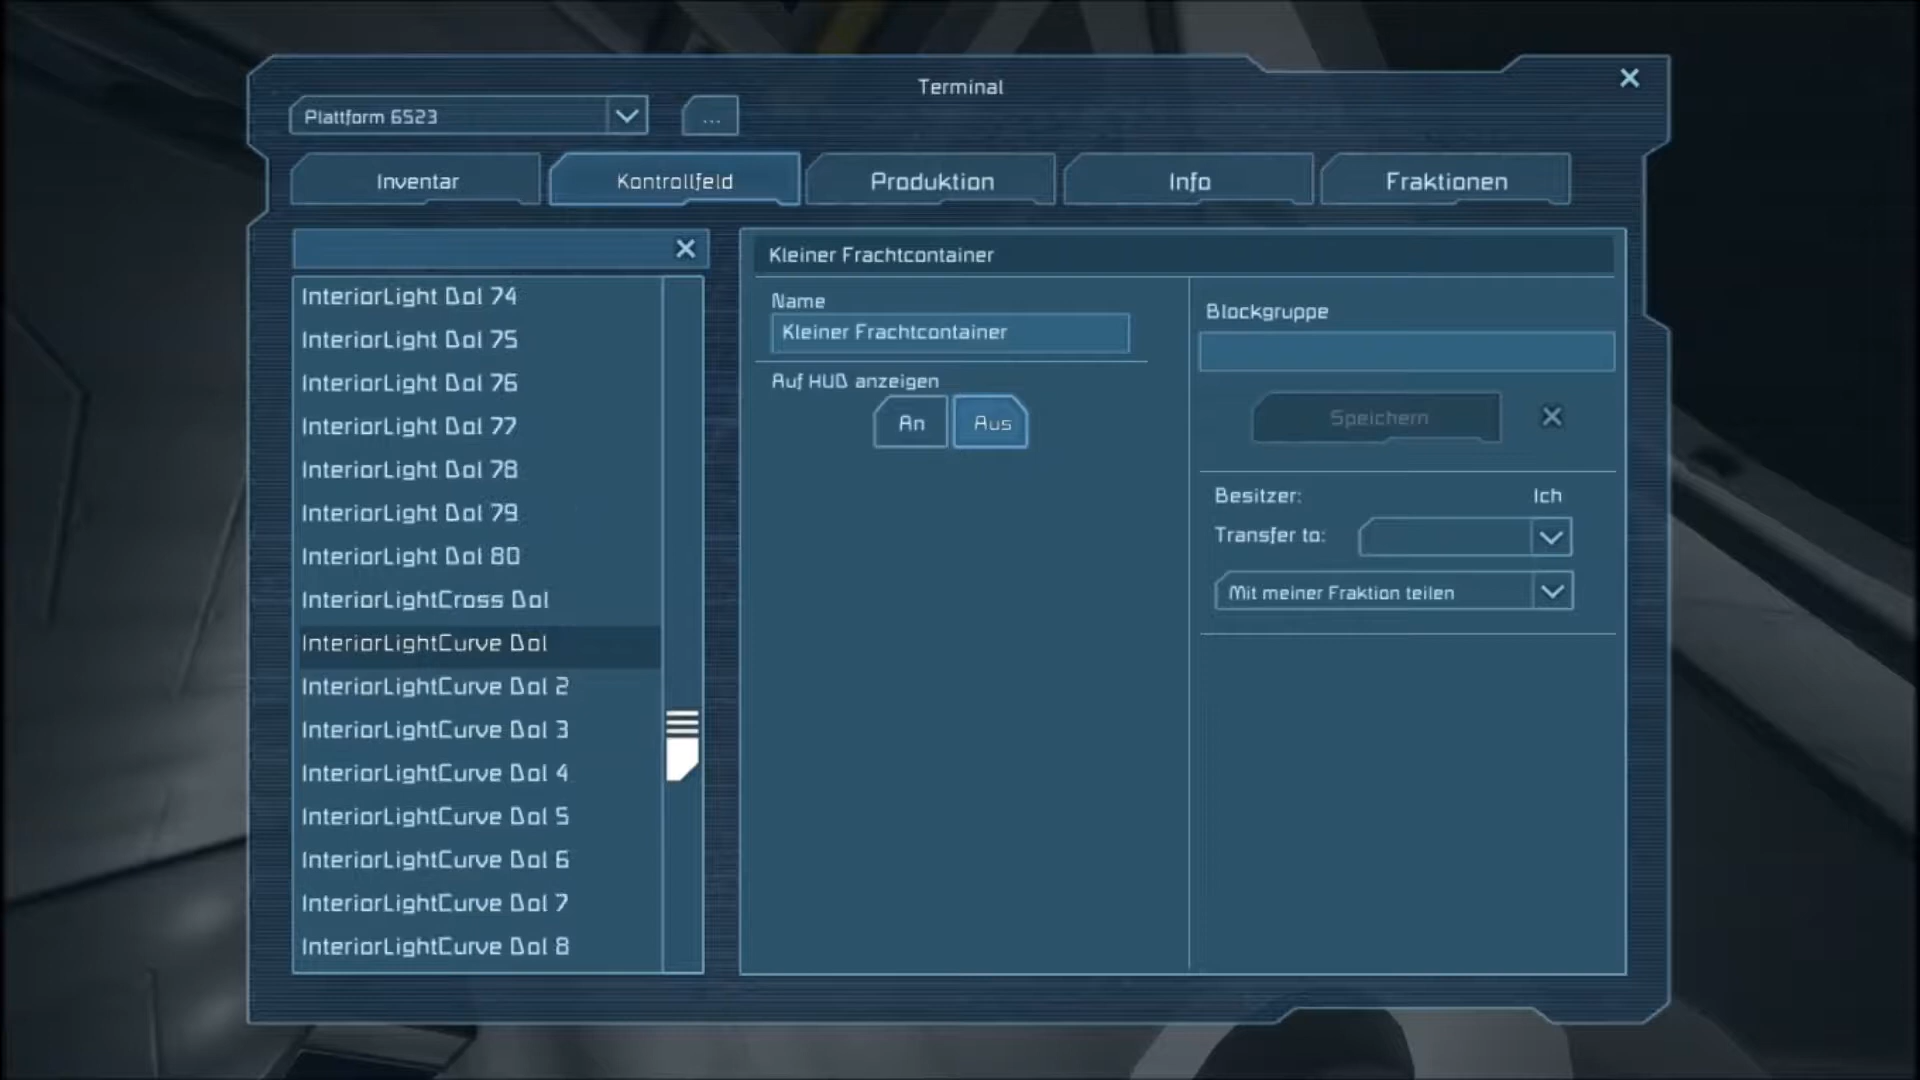 Terminal
Plattform 6523
...
Inventar
Kontrollfeld
Produktion
Info
Fraktionen
InteriorLight Dol 74
InteriorLight Dol 75
InteriorLight Dol 76
InteriorLight Dol 77
InteriorLight Dol 78
InteriorLight Dol 79
InteriorLight Dol 80
InteriorLightCross Dol
InteriorLightCurve Dol
InteriorLightCurve Dol 2
InteriorLightCurve Dol 3
InteriorLightCurve Dol 4
InteriorLightCurve Dol 5
InteriorLightCurve Dol 6
InteriorLightCurve Dol 7
InteriorLightCurve Dol 8
Kleiner Frachtcontainer
Name
Kleiner Frachtcontainer
Auf HUD anzeigen
An
Aus
Blockgruppe
Speichern
Besitzer: Ich
Transfer to:
Mit meiner Fraktion teilen